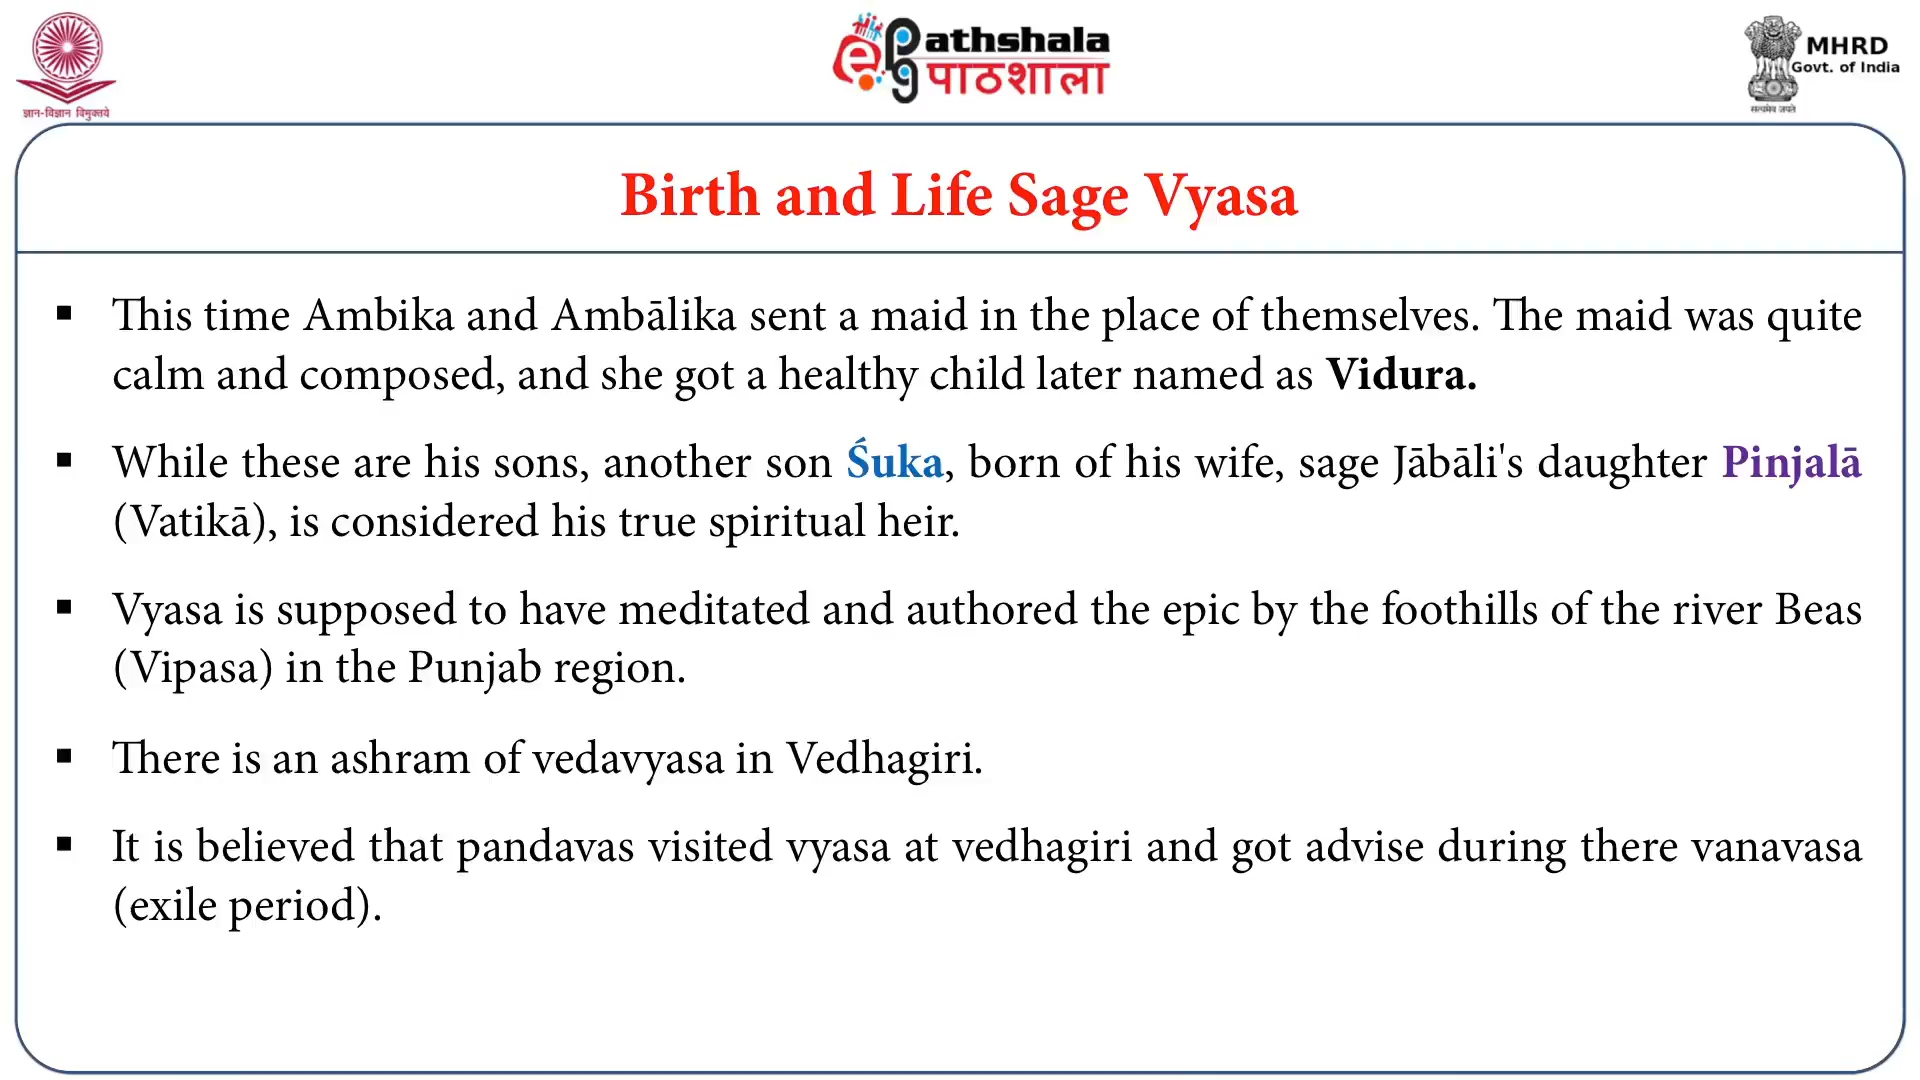 ज्ञान-विज्ञान विमुक्तये
ePG athshala
पाठशाला
MHRD
Govt. of India
सत्यमेव जयते
Birth and Life Sage Vyasa
▪ This time Ambika and Ambālika sent a maid in the place of themselves. The maid was quite
calm and composed, and she got a healthy child later named as Vidura.
▪ While these are his sons, another son Śuka, born of his wife, sage Jābāli's daughter Pinjalā
(Vatikā), is considered his true spiritual heir.
▪ Vyasa is supposed to have meditated and authored the epic by the foothills of the river Beas
(Vipasa) in the Punjab region.
▪ There is an ashram of vedavyasa in Vedhagiri.
▪ It is believed that pandavas visited vyasa at vedhagiri and got advise during there vanavasa
(exile period).